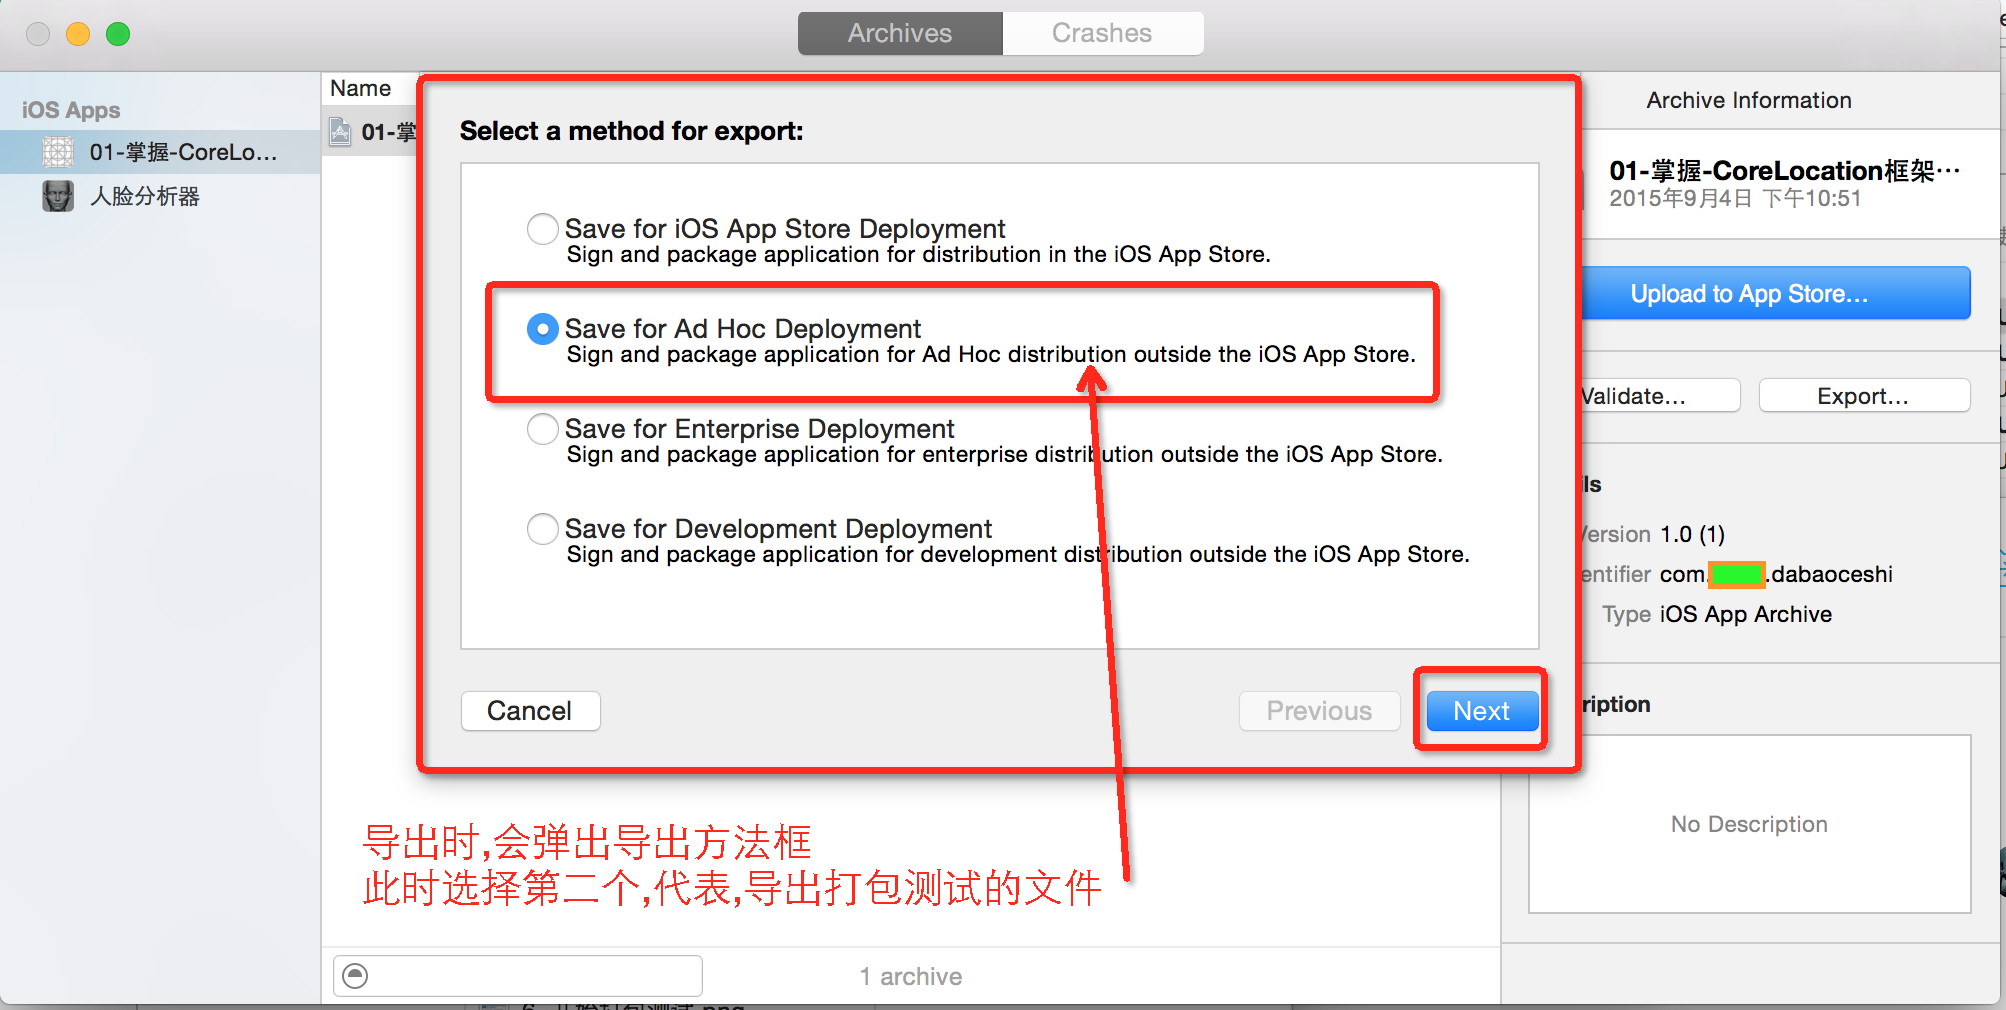 Archives
Crashes
iOS Apps
01-掌握-CoreLo...
人脸分析器
Name
01-掌
Select a method for export:
Save for iOS App Store Deployment
Sign and package application for distribution in the iOS App Store.
Save for Ad Hoc Deployment
Sign and package application for Ad Hoc distribution outside the iOS App Store.
Save for Enterprise Deployment
Sign and package application for enterprise distribution outside the iOS App Store.
Save for Development Deployment
Sign and package application for development distribution outside the iOS App Store.
Cancel
Previous
Next
导出时,会弹出导出方法框
此时选择第二个,代表,导出打包测试的文件
1 archive
Archive Information
01-掌握-CoreLocation框架···
2015年9月4日 下午10:51
Upload to App Store...
Validate...
Export...
ils
Version 1.0 (1)
entifier com. .dabaoceshi
Type iOS App Archive
ription
No Description